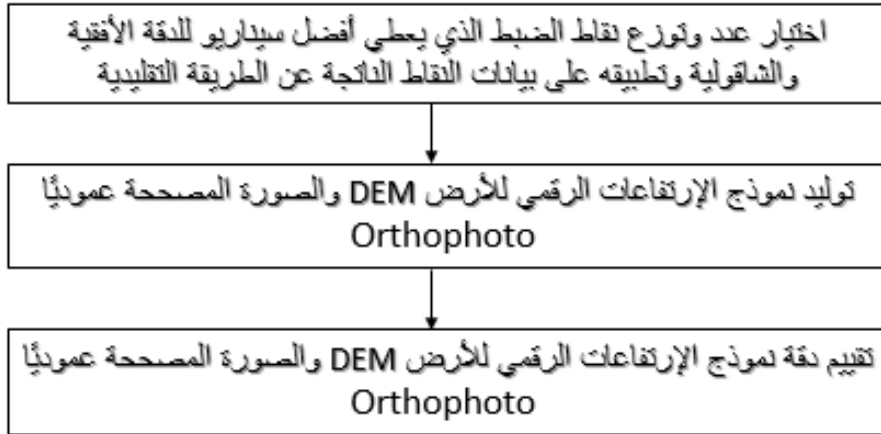 اختيار عدد وتوزع نقاط الضبط الذي يعطي أفضل سيناريو للدقة الأفقية
والشاقولية وتطبيقه على بيانات النقاط الناتجة عن الطريقة التقليدية
توليد نموذج الإرتفاعات الرقمي للأرض DEM والصورة المصححة عموديًا
Orthophoto
تقييم دقة نموذج الإرتفاعات الرقمي للأرض DEM والصورة المصححة عموديًا
Orthophoto